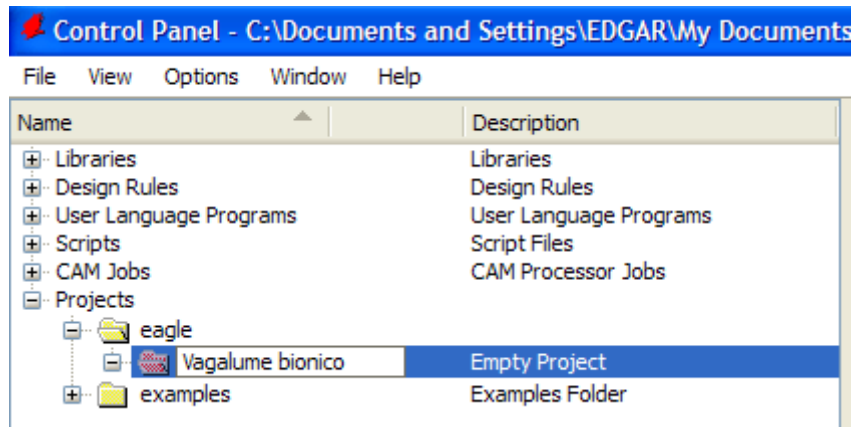 Control Panel - C:\Documents and Settings\EDGAR\My Documents
File View Options Window Help
Name Description
Libraries Libraries
Design Rules Design Rules
User Language Programs User Language Programs
Scripts Script Files
CAM Jobs CAM Processor Jobs
Projects
eagle
Vagalume bionico Empty Project
examples Examples Folder